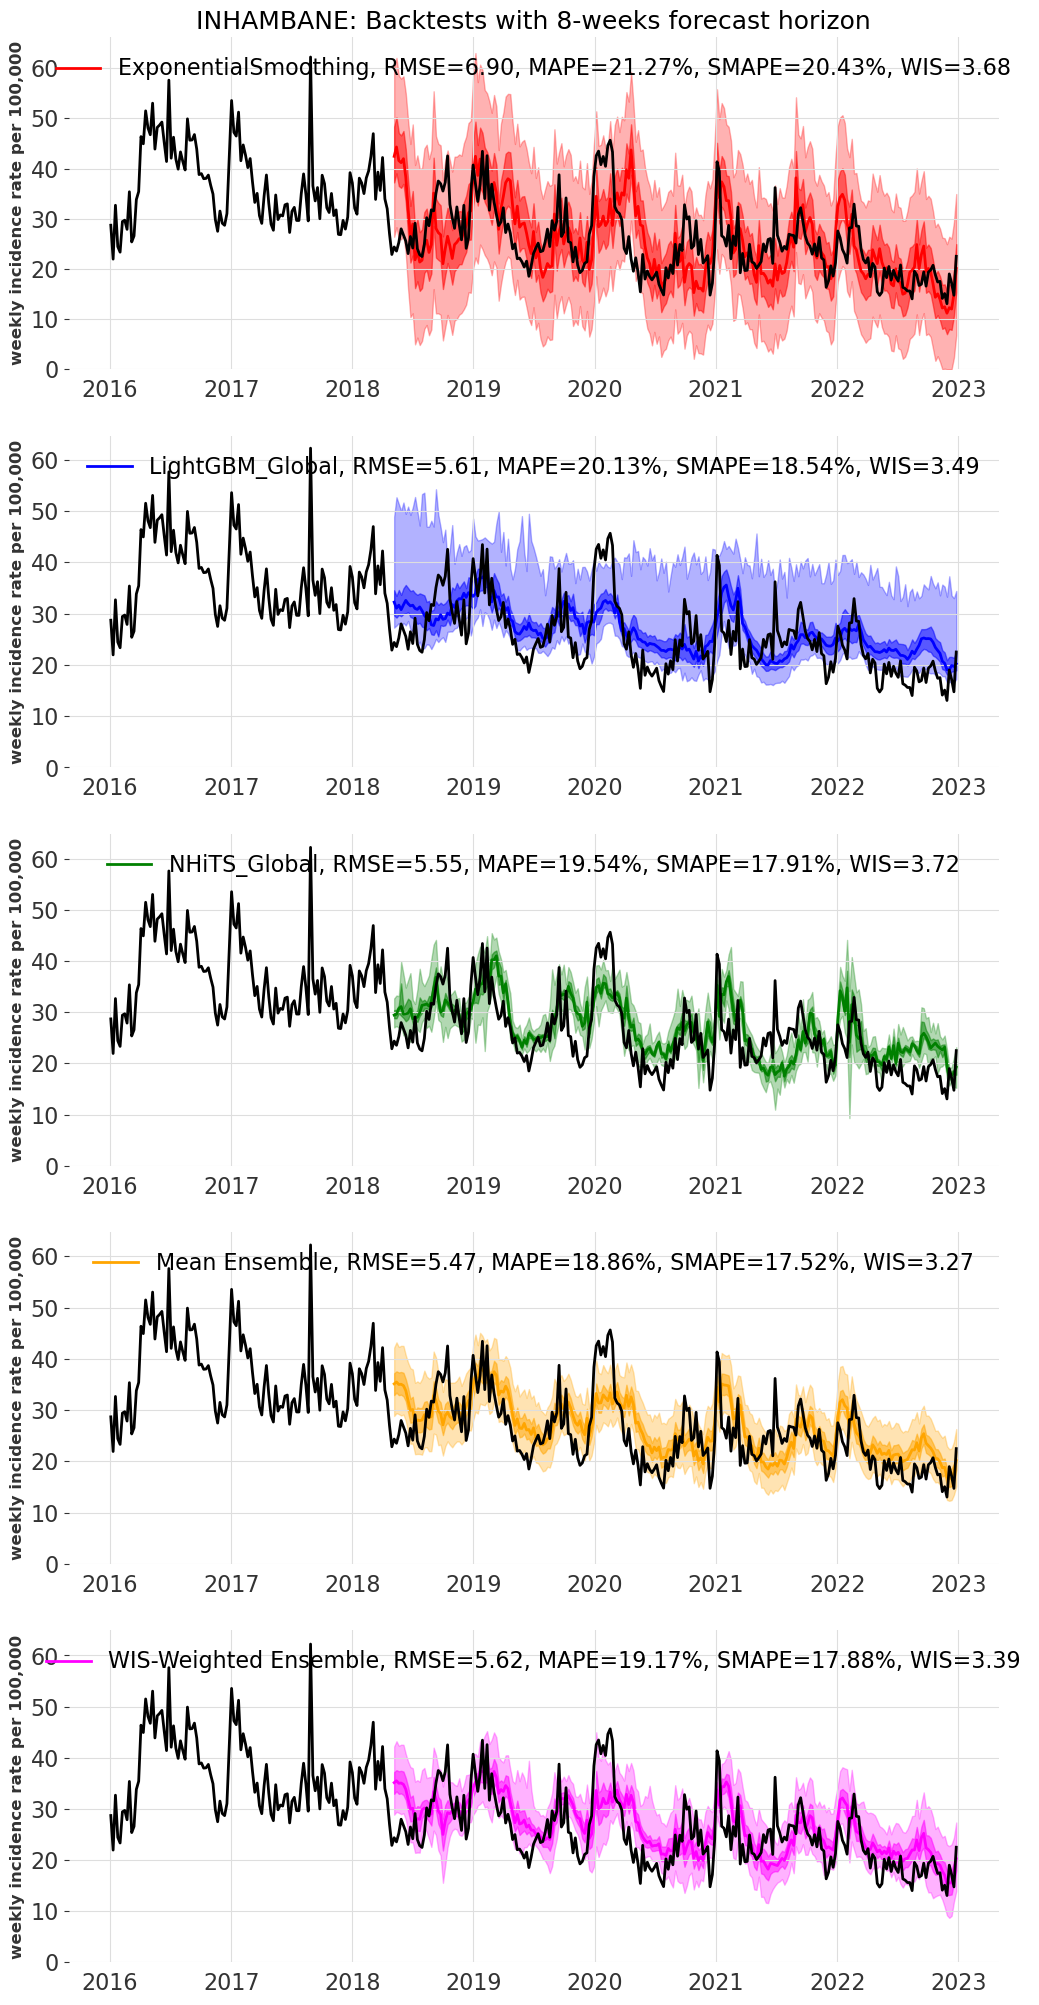 INHAMBANE: Backtests with 8-weeks forecast horizon
ExponentialSmoothing, RMSE=6.90, MAPE=21.27%, SMAPE=20.43%, WIS=3.68
weekly incidence rate per 100,000
60
50
40
30
20
10
0
2016 2017 2018 2019 2020 2021 2022 2023
LightGBM_Global, RMSE=5.61, MAPE=20.13%, SMAPE=18.54%, WIS=3.49
weekly incidence rate per 100,000
60
50
40
30
20
10
0
2016 2017 2018 2019 2020 2021 2022 2023
NHiTS_Global, RMSE=5.55, MAPE=19.54%, SMAPE=17.91%, WIS=3.72
weekly incidence rate per 100,000
60
50
40
30
20
10
0
2016 2017 2018 2019 2020 2021 2022 2023
Mean Ensemble, RMSE=5.47, MAPE=18.86%, SMAPE=17.52%, WIS=3.27
weekly incidence rate per 100,000
60
50
40
30
20
10
0
2016 2017 2018 2019 2020 2021 2022 2023
WIS-Weighted Ensemble, RMSE=5.62, MAPE=19.17%, SMAPE=17.88%, WIS=3.39
weekly incidence rate per 100,000
60
50
40
30
20
10
0
2016 2017 2018 2019 2020 2021 2022 2023